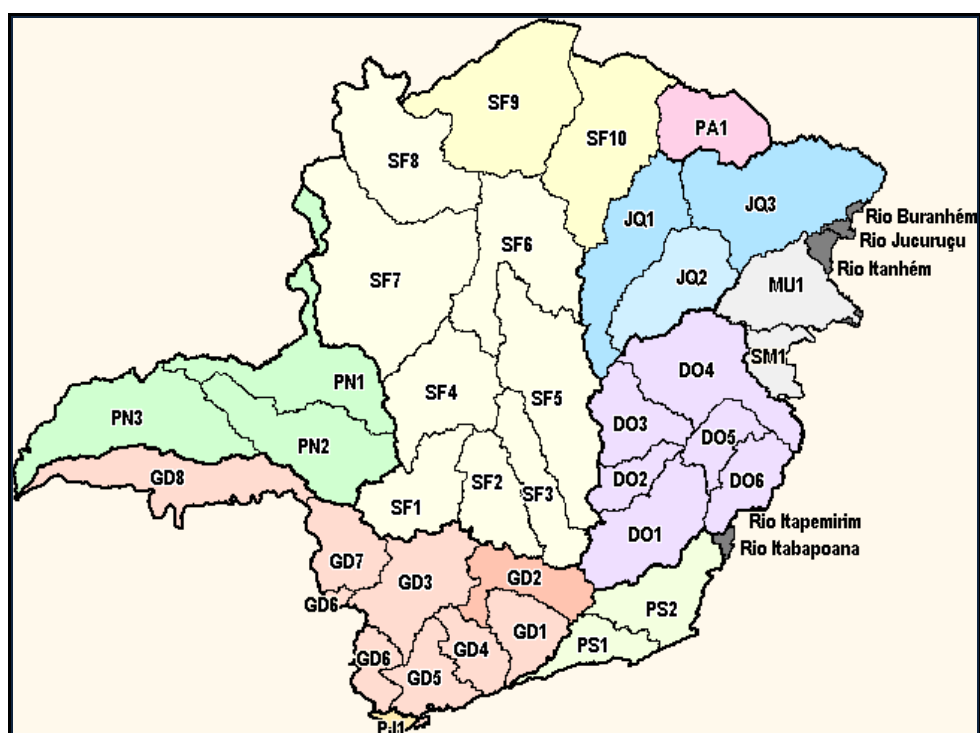 SF9
PA1
SF10
SF8
JQ3
Rio Buranhém
JQ1
Rio Jucuruçu
SF6
Rio Itanhém
SF7
JQ2
MU1
SM1
DO4
PN1
SF4
SF5
PN3
DO3
DO5
PN2
GD8
DO2
DO6
SF2
SF3
SF1
Rio Itapemirim
DO1
Rio Itabapoana
GD7
GD3
GD2
GD6
PS2
GD1
PS1
GD4
GD6
GD5
PJ1